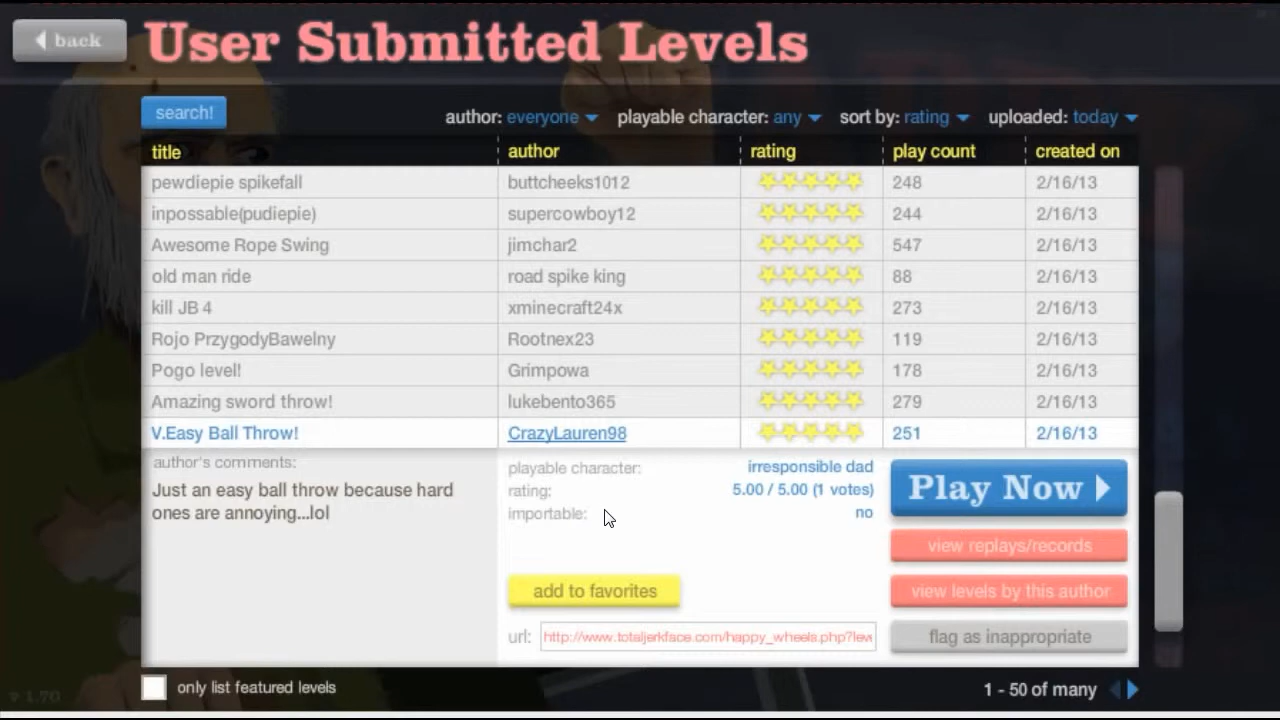 back
User Submitted Levels
search!
author: everyone playable character: any sort by: rating uploaded: today
title author rating play count created on
pewdiepie spikefall buttcheeks1012 248 2/16/13
inpossable(pudiepie) supercowboy12 244 2/16/13
Awesome Rope Swing jimchar2 547 2/16/13
old man ride road spike king 88 2/16/13
kill JB 4 xminecraft24x 273 2/16/13
Rojo PrzygodyBawelny Rootnex23 119 2/16/13
Pogo level! Grimpowa 178 2/16/13
Amazing sword throw! lukebento365 279 2/16/13
V.Easy Ball Throw! CrazyLauren98 251 2/16/13
author's comments:
Just an easy ball throw because hard
ones are annoying...lol
playable character: irresponsible dad
rating: 5.00 / 5.00 (1 votes)
importable: no
add to favorites
url: http://www.totaljerkface.com/happy_wheels.php?lev
Play Now
view replays/records
view levels by this author
flag as inappropriate
only list featured levels
1 - 50 of many
v 1.70